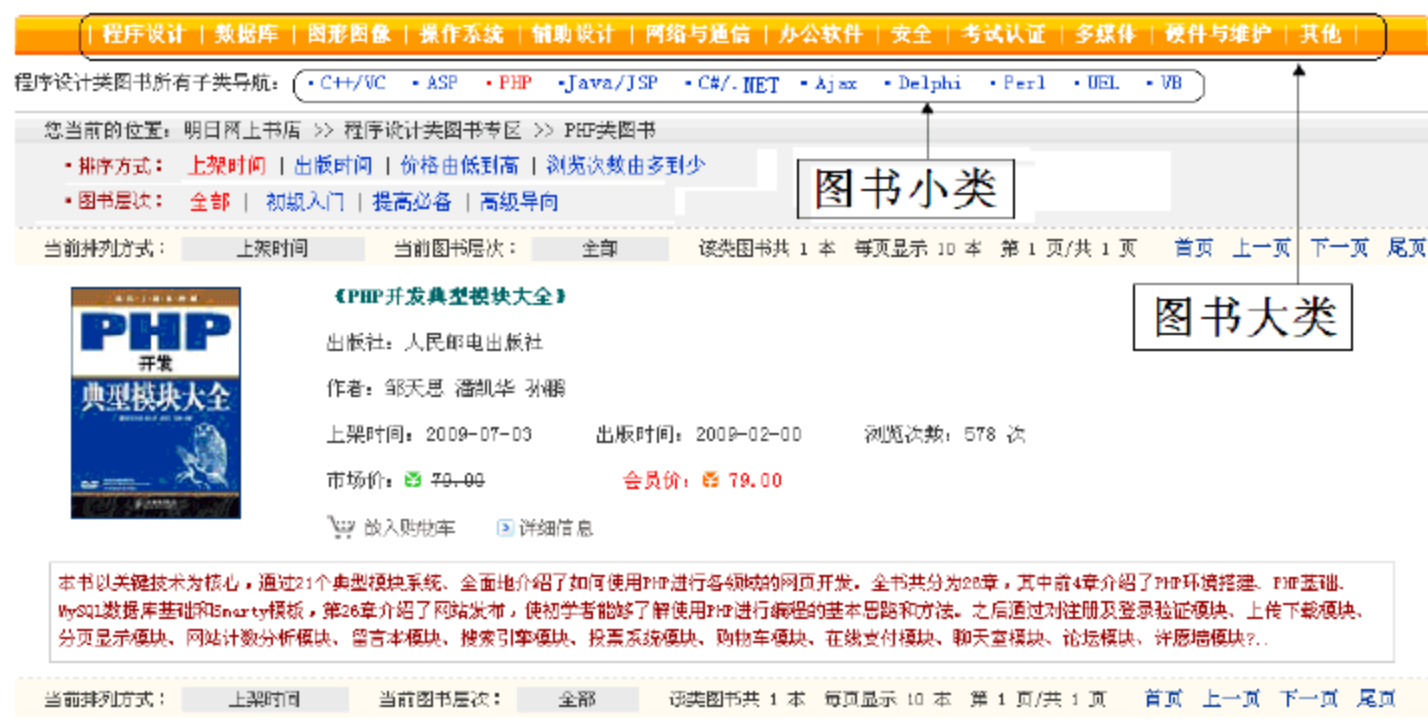 | 程序设计 | 数据库 | 图形图像 | 操作系统 | 辅助设计 | 网络与通信 | 办公软件 | 安全 | 考试认证 | 多媒体 | 硬件与维护 | 其他 |
程序设计类图书所有子类导航: ·C++/VC ·ASP ·PHP ·Java/JSP ·C#/.NET ·Ajax ·Delphi ·Perl ·UML ·VB
您当前的位置: 明日网上书店 >> 程序设计类图书专区 >> PHP类图书
·排序方式: 上架时间 | 出版时间 | 价格由低到高 | 浏览次数由多到少
·图书层次: 全部 | 初级入门 | 提高必备 | 高级导向
图书小类
当前排列方式: 上架时间 当前图书层次: 全部 该类图书共 1 本 每页显示 10 本 第 1 页/共 1 页 首页 上一页 下一页 尾页
图书大类
PHP
开发
典型模块大全
《PHP开发典型模块大全》
出版社: 人民邮电出版社
作者: 邹天思 潘凯华 孙鹏
上架时间: 2009-07-03 出版时间: 2009-02-00 浏览次数: 578 次
市场价: 79.00 会员价: 79.00
放入购物车 详细信息
本书以关键技术为核心,通过21个典型模块系统、全面地介绍了如何使用PHP进行各领域的网页开发。全书共分为26章,其中前4章介绍了PHP环境搭建、PHP基础、
MySQL数据库基础和Smarty模板,第26章介绍了网站发布,使初学者能够了解使用PHP进行编程的基本思路和方法。之后通过对注册及登录验证模块、上传下载模块、
分页显示模块、网站计数分析模块、留言本模块、搜索引擎模块、投票系统模块、购物车模块、在线支付模块、聊天室模块、论坛模块、许愿墙模块?..
当前排列方式: 上架时间 当前图书层次: 全部 该类图书共 1 本 每页显示 10 本 第 1 页/共 1 页 首页 上一页 下一页 尾页